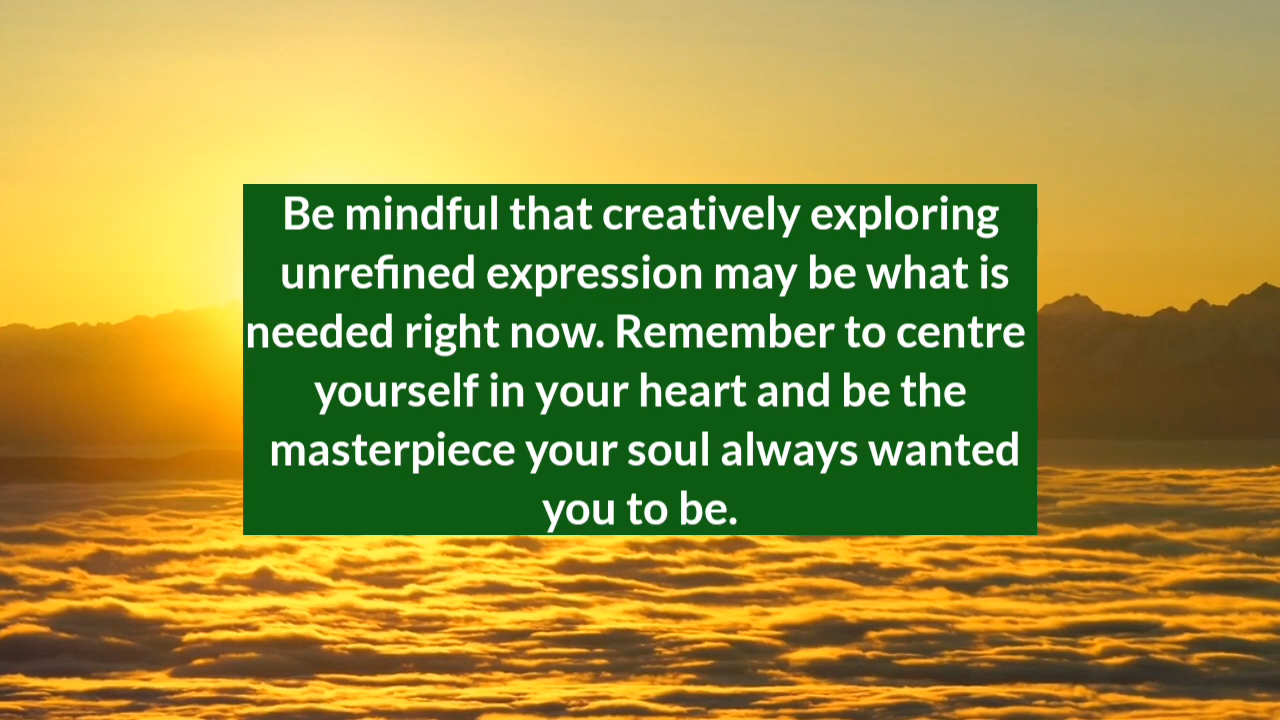 Be mindful that creatively exploring
unrefined expression may be what is
needed right now. Remember to centre
yourself in your heart and be the
masterpiece your soul always wanted
you to be.